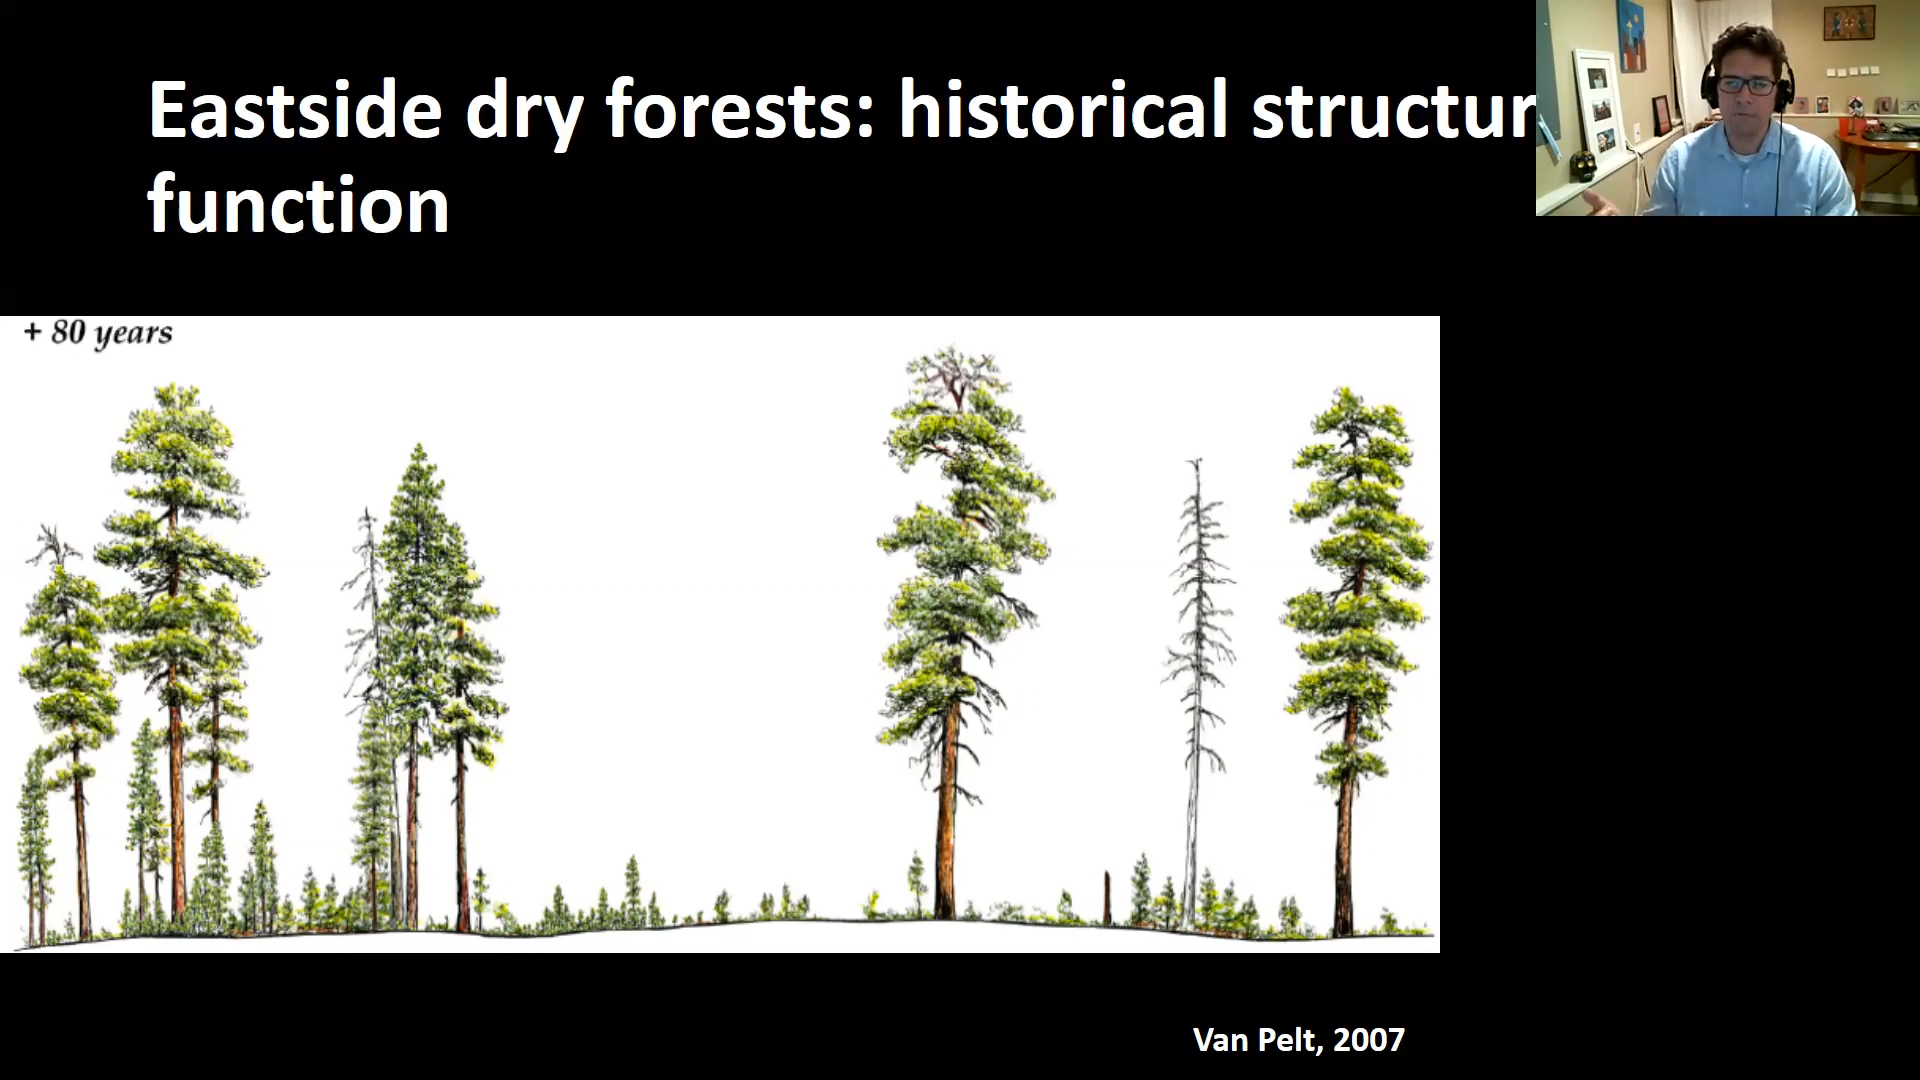 Eastside dry forests: historical structur
function
+ 80 years
Van Pelt, 2007